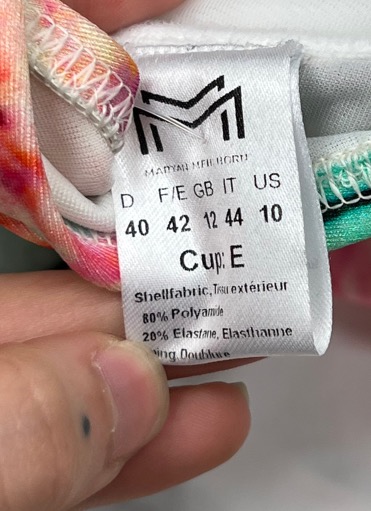 MARYAN MEHLHORN
D F/E GB IT US
40 42 12 44 10
Cup: E
Shellfabric, Tissu extérieur
80% Polyamide
20% Elastane, Elasthanne
Doublure